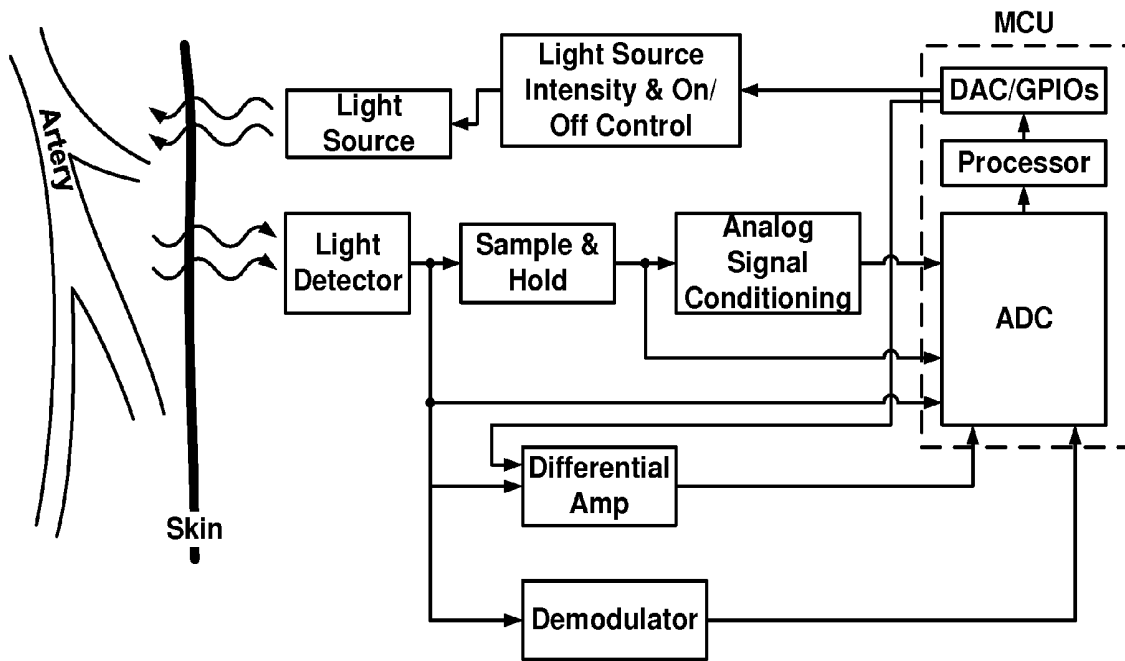 MCU
Light Source
Intensity & On/
Off Control
DAC/GPIOs
Light
Source
Processor
Artery
Light
Detector
Sample &
Hold
Analog
Signal
Conditioning
ADC
Differential
Amp
Skin
Demodulator